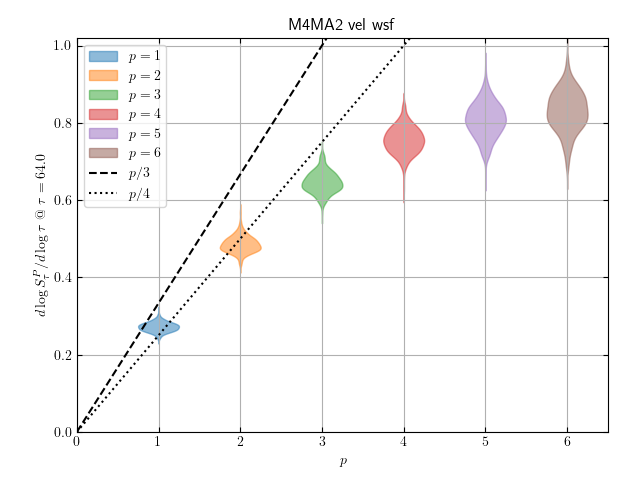 M4MA2 vel wsf
1.0
0.8
0.6
0.4
0.2
0.0
d log S_τ^P / d log τ @ τ = 64.0
p = 1
p = 2
p = 3
p = 4
p = 5
p = 6
p/3
p/4
0 1 2 3 4 5 6
p